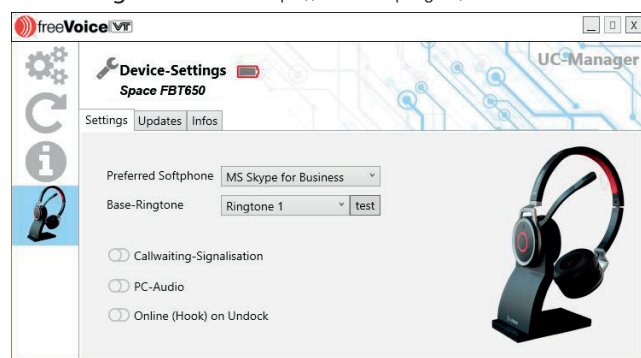 freeVoice VT
Device-Settings
UC-Manager
Space FBT650
Settings Updates Infos
Preferred Softphone MS Skype for Business
Base-Ringtone Ringtone 1 test
Callwaiting-Signalisation
PC-Audio
Online (Hook) on Undock